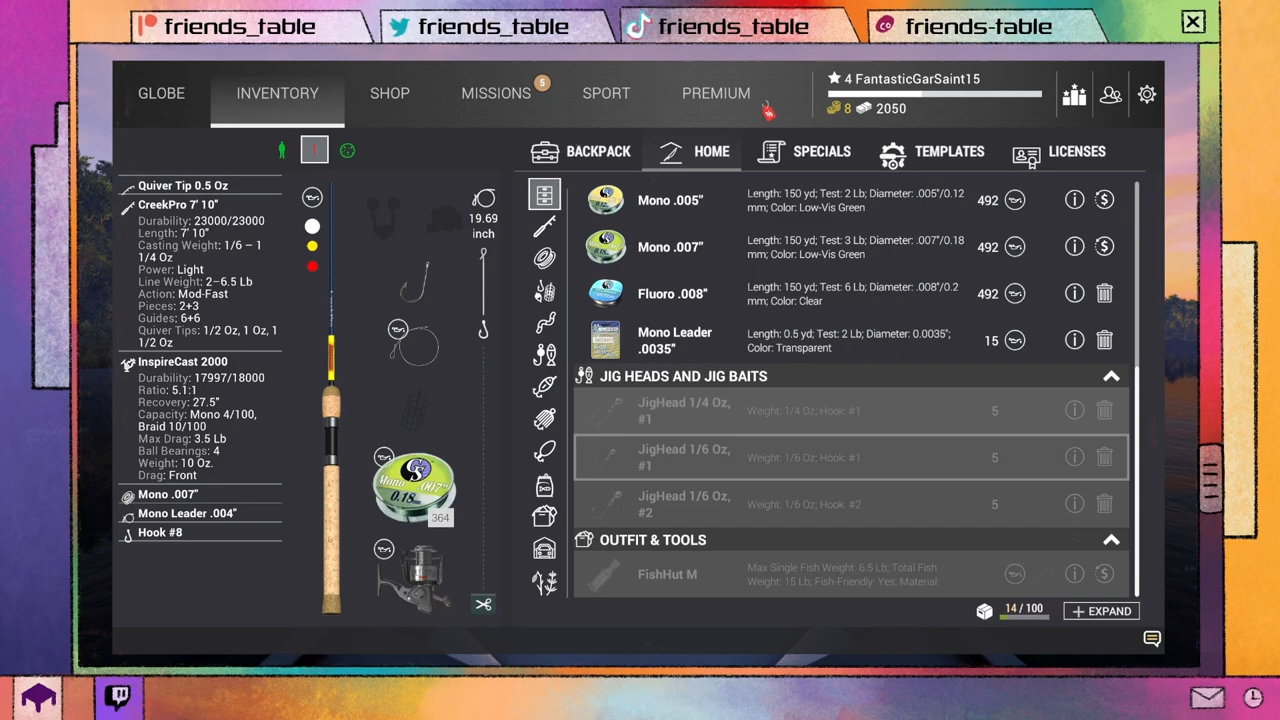 friends_table
friends_table
friends_table
friends-table
GLOBE
INVENTORY
SHOP
MISSIONS
5
SPORT
PREMIUM
4 FantasticGarSaint15
8
2050
1
BACKPACK
HOME
SPECIALS
TEMPLATES
LICENSES
Quiver Tip 0.5 Oz
CreekPro 7' 10"
Durability: 23000/23000
Length: 7' 10"
Casting Weight: 1/6 – 1
1/4 Oz
Power: Light
Line Weight: 2–6.5 Lb
Action: Mod-Fast
Pieces: 2+3
Guides: 6+6
Quiver Tips: 1/2 Oz, 1 Oz, 1
1/2 Oz
InspireCast 2000
Durability: 17997/18000
Ratio: 5.1:1
Recovery: 27.5"
Capacity: Mono 4/100,
Braid 10/100
Max Drag: 3.5 Lb
Ball Bearings: 4
Weight: 10 Oz.
Drag: Front
Mono .007"
Mono Leader .004"
Hook #8
19.69
inch
Mono .007"
0.18mm
364
Mono .005"
Length: 150 yd; Test: 2 Lb; Diameter: .005"/0.12
mm; Color: Low-Vis Green
492
Mono .007"
Length: 150 yd; Test: 3 Lb; Diameter: .007"/0.18
mm; Color: Low-Vis Green
492
Fluoro .008"
Length: 150 yd; Test: 6 Lb; Diameter: .008"/0.2
mm; Color: Clear
492
Mono Leader
.0035"
Length: 0.5 yd; Test: 2 Lb; Diameter: 0.0035";
Color: Transparent
15
JIG HEADS AND JIG BAITS
JigHead 1/4 Oz,
#1
Weight: 1/4 Oz; Hook: #1
5
JigHead 1/6 Oz,
#1
Weight: 1/6 Oz; Hook: #1
5
JigHead 1/6 Oz,
#2
Weight: 1/6 Oz; Hook: #2
5
OUTFIT & TOOLS
FishHut M
Max Single Fish Weight: 6.5 Lb; Total Fish
Weight: 15 Lb; Fish-Friendly: Yes; Material:
14 / 100
+ EXPAND